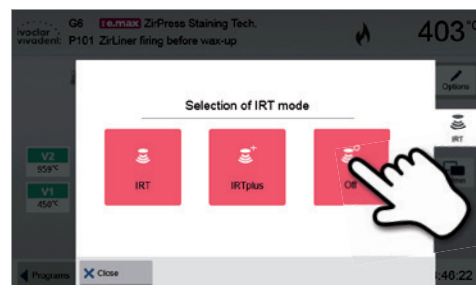 ivoclar vivadent: G6 IPS e.max ZirPress Staining Tech. 403°C
P101 ZirLiner firing before wax-up
Options
Selection of IRT mode
IRT
V2
559°C
IRT IRTplus Off
V1
450°C
Programs Close :46:22